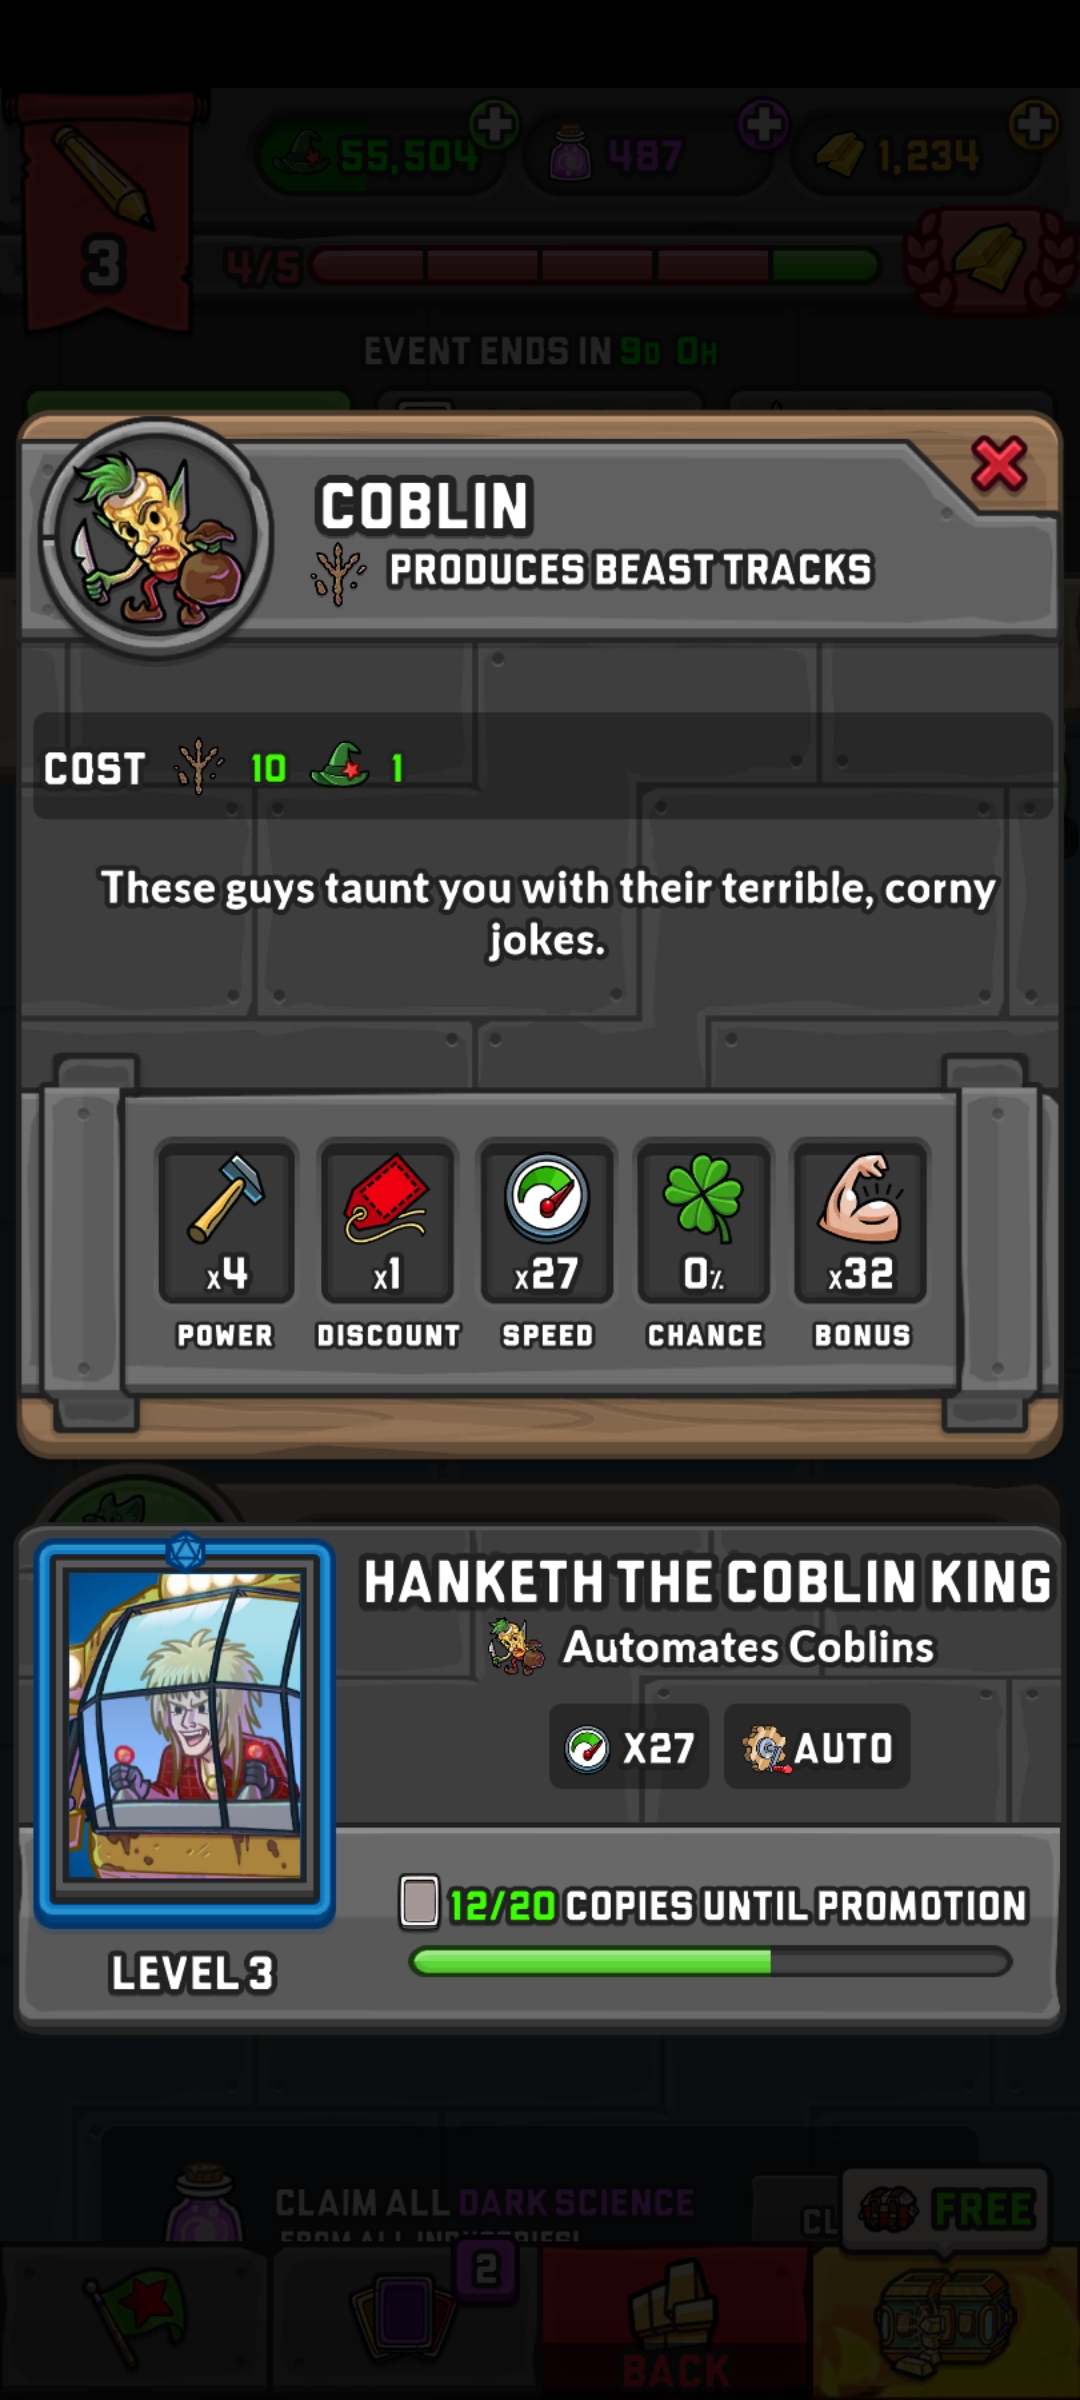 55,504
487
1,234
3
4/5
EVENT ENDS IN 9D 0H
COBLIN
PRODUCES BEAST TRACKS
COST 10 1
These guys taunt you with their terrible, corny
jokes.
x4 x1 x27 0% x32
POWER DISCOUNT SPEED CHANCE BONUS
HANKETH THE COBLIN KING
Automates Coblins
X27 AUTO
12/20 COPIES UNTIL PROMOTION
LEVEL 3
CLAIM ALL DARK SCIENCE
FROM ALL INDUSTRIES!
CL
FREE
2
BACK